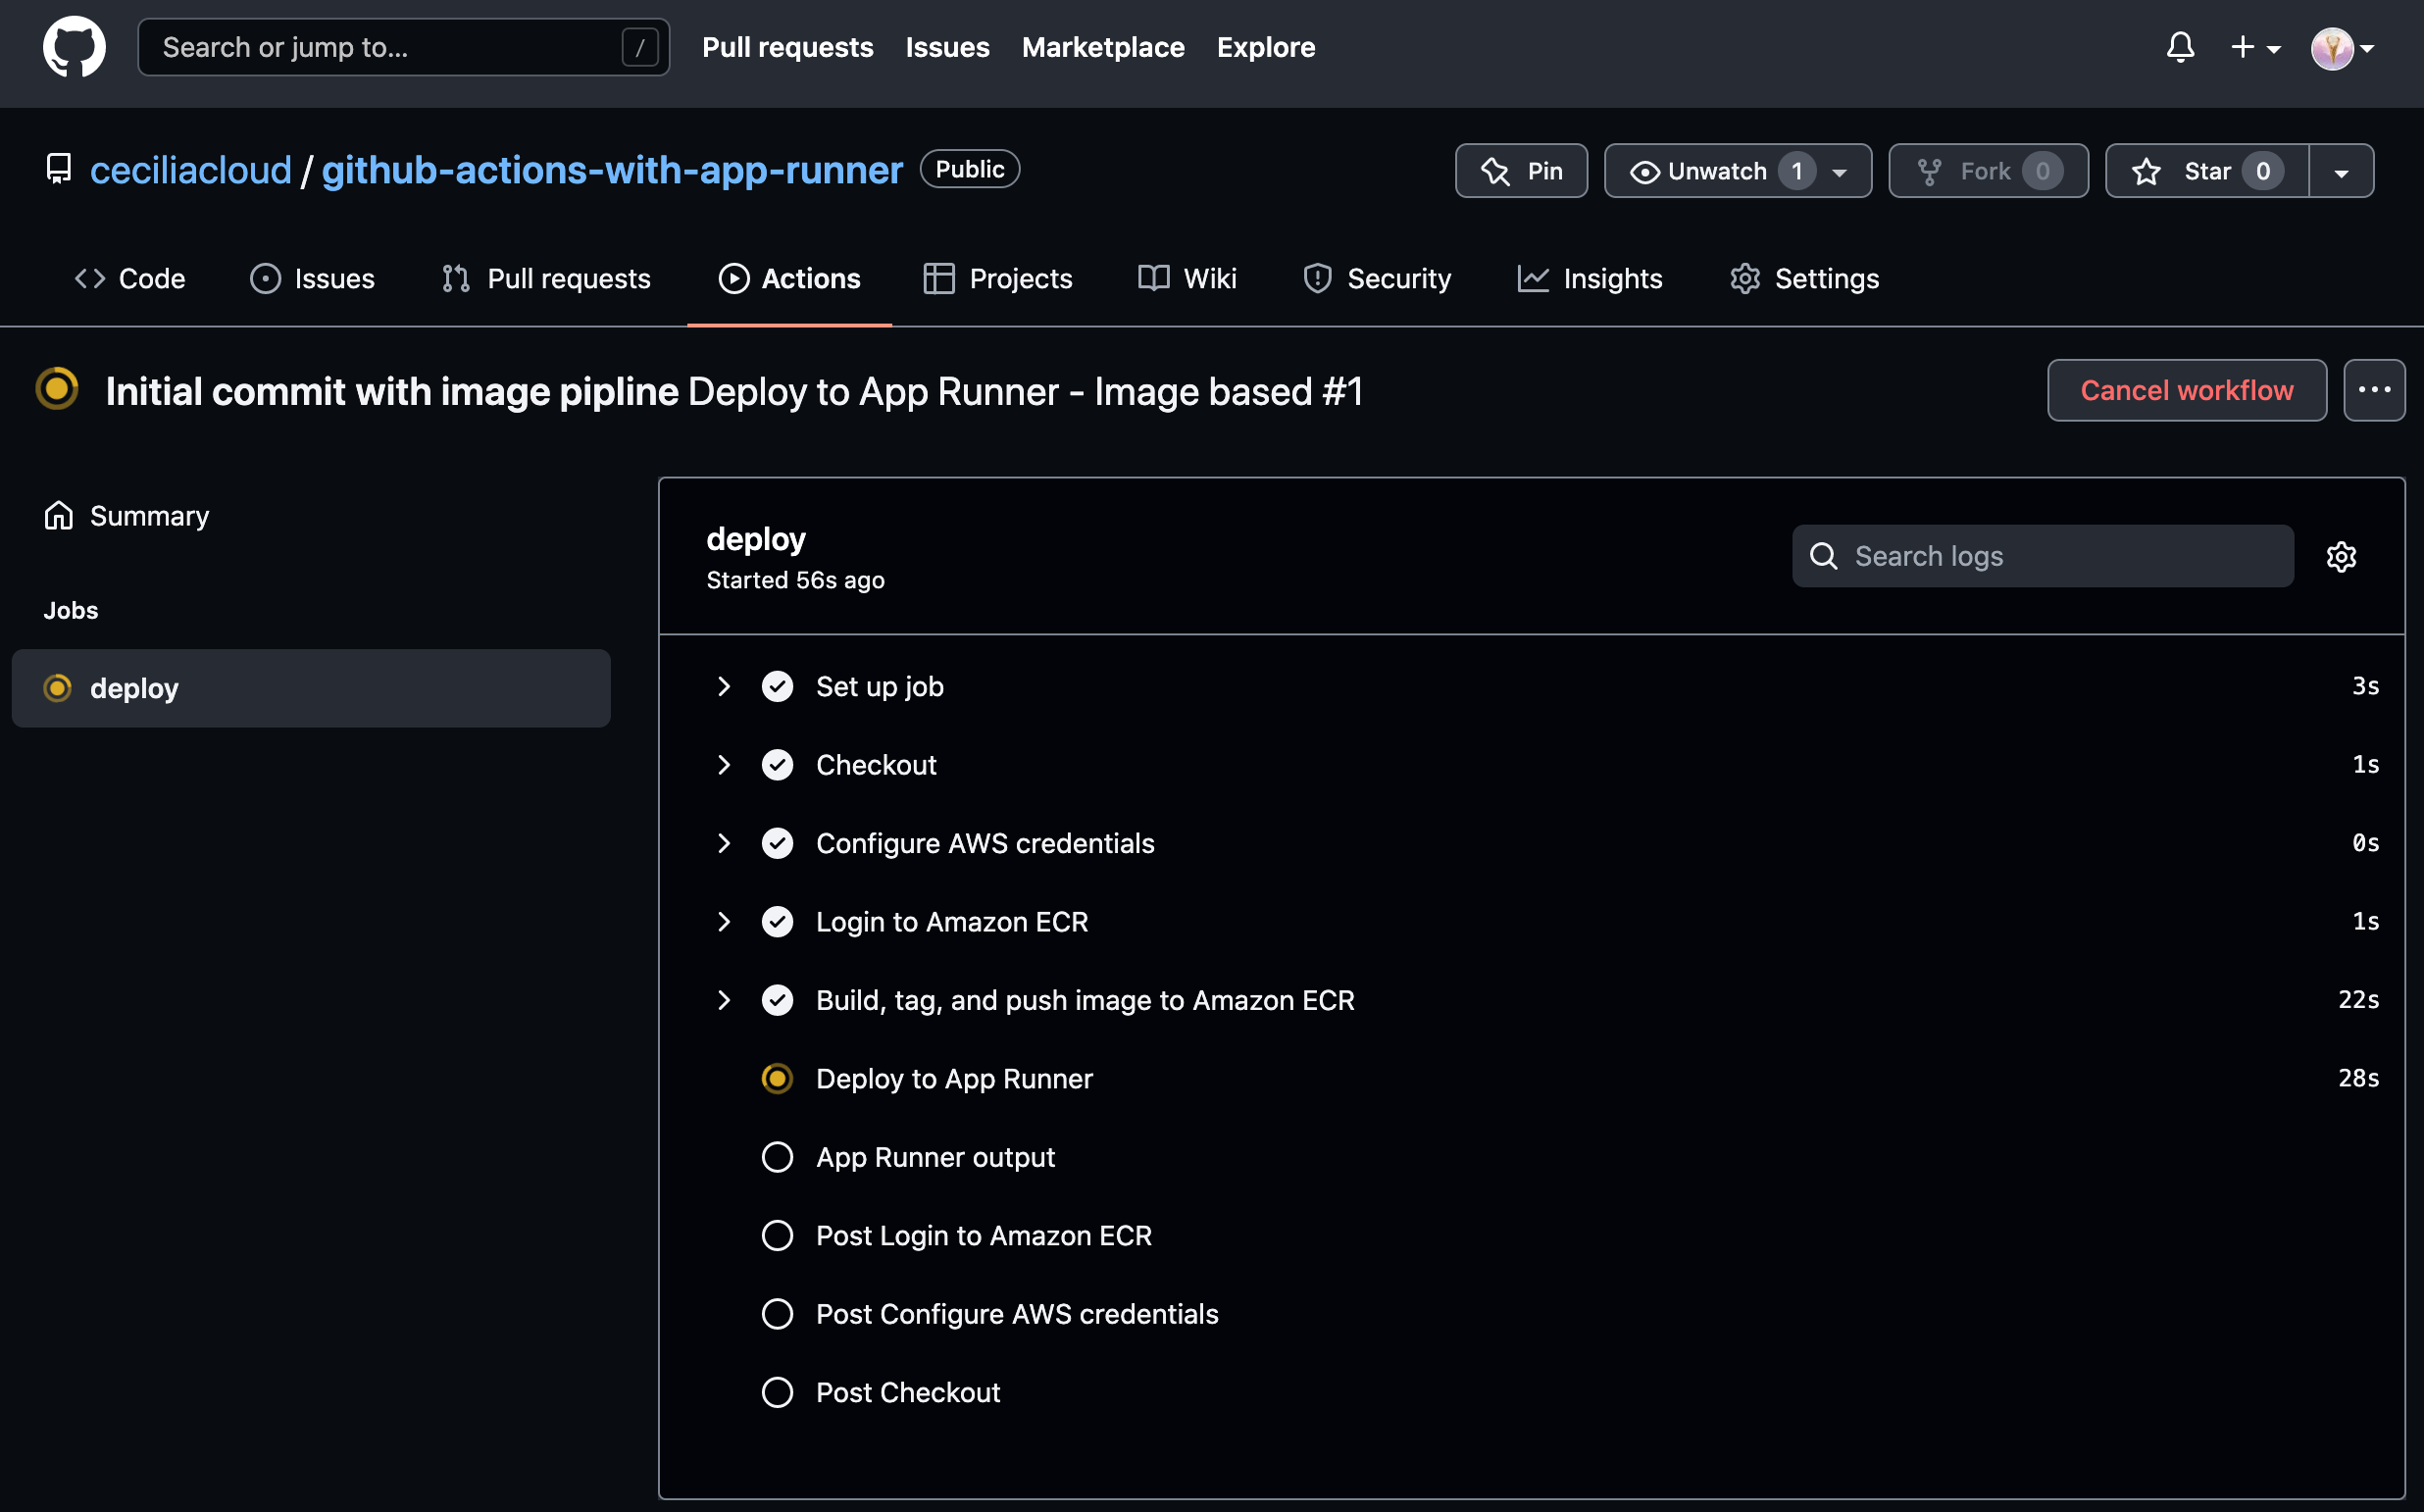 Search or jump to... / Pull requests Issues Marketplace Explore
ceciliacloud / github-actions-with-app-runner Public Pin Unwatch 1 Fork 0 Star 0
Code Issues Pull requests Actions Projects Wiki Security Insights Settings
Initial commit with image pipline Deploy to App Runner - Image based #1 Cancel workflow
Summary
Jobs
deploy
deploy
Started 56s ago
Search logs
Set up job 3s
Checkout 1s
Configure AWS credentials 0s
Login to Amazon ECR 1s
Build, tag, and push image to Amazon ECR 22s
Deploy to App Runner 28s
App Runner output
Post Login to Amazon ECR
Post Configure AWS credentials
Post Checkout